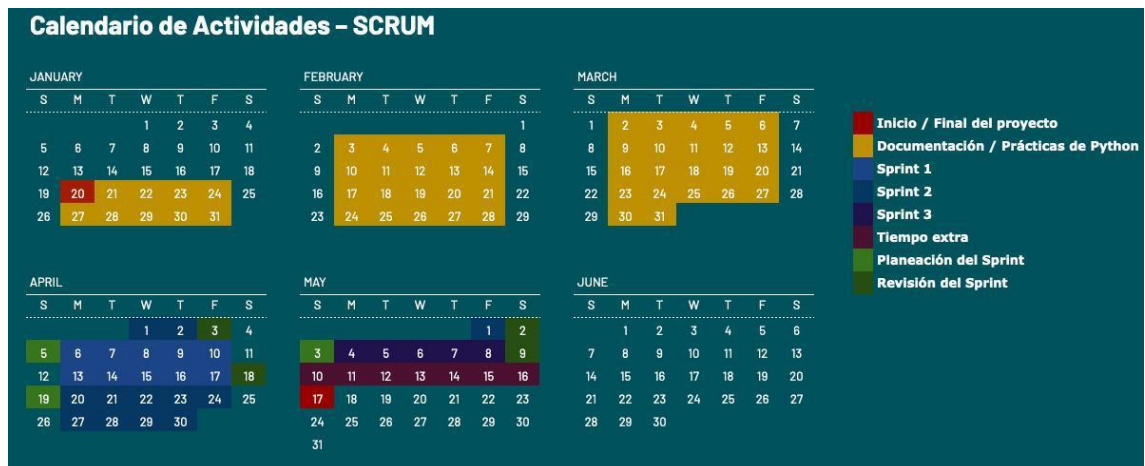 Calendario de Actividades – SCRUM
JANUARY
S M T W T F S
1 2 3 4
5 6 7 8 9 10 11
12 13 14 15 16 17 18
19 20 21 22 23 24 25
26 27 28 29 30 31
FEBRUARY
S M T W T F S
1
2 3 4 5 6 7 8
9 10 11 12 13 14 15
16 17 18 19 20 21 22
23 24 25 26 27 28 29
MARCH
S M T W T F S
1 2 3 4 5 6 7
8 9 10 11 12 13 14
15 16 17 18 19 20 21
22 23 24 25 26 27 28
29 30 31
Inicio / Final del proyecto
Documentación / Prácticas de Python
Sprint 1
Sprint 2
Sprint 3
Tiempo extra
Planeación del Sprint
Revisión del Sprint
APRIL
S M T W T F S
1 2 3 4
5 6 7 8 9 10 11
12 13 14 15 16 17 18
19 20 21 22 23 24 25
26 27 28 29 30
MAY
S M T W T F S
1 2
3 4 5 6 7 8 9
10 11 12 13 14 15 16
17 18 19 20 21 22 23
24 25 26 27 28 29 30
31
JUNE
S M T W T F S
1 2 3 4 5 6
7 8 9 10 11 12 13
14 15 16 17 18 19 20
21 22 23 24 25 26 27
28 29 30